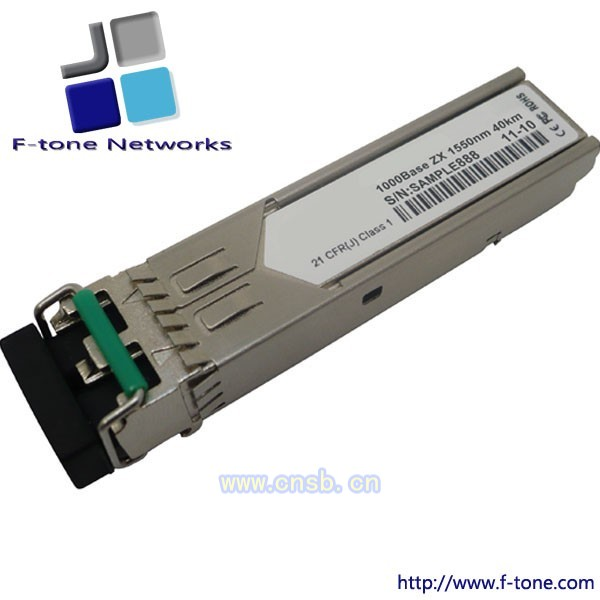 F-tone Networks
1000Base ZX 1550nm 40km
S/N:SAMPLE888 11-10
CE FC ROHS
21 CFR(J) Class 1
www.cnsb.cn
http://www.f-tone.com